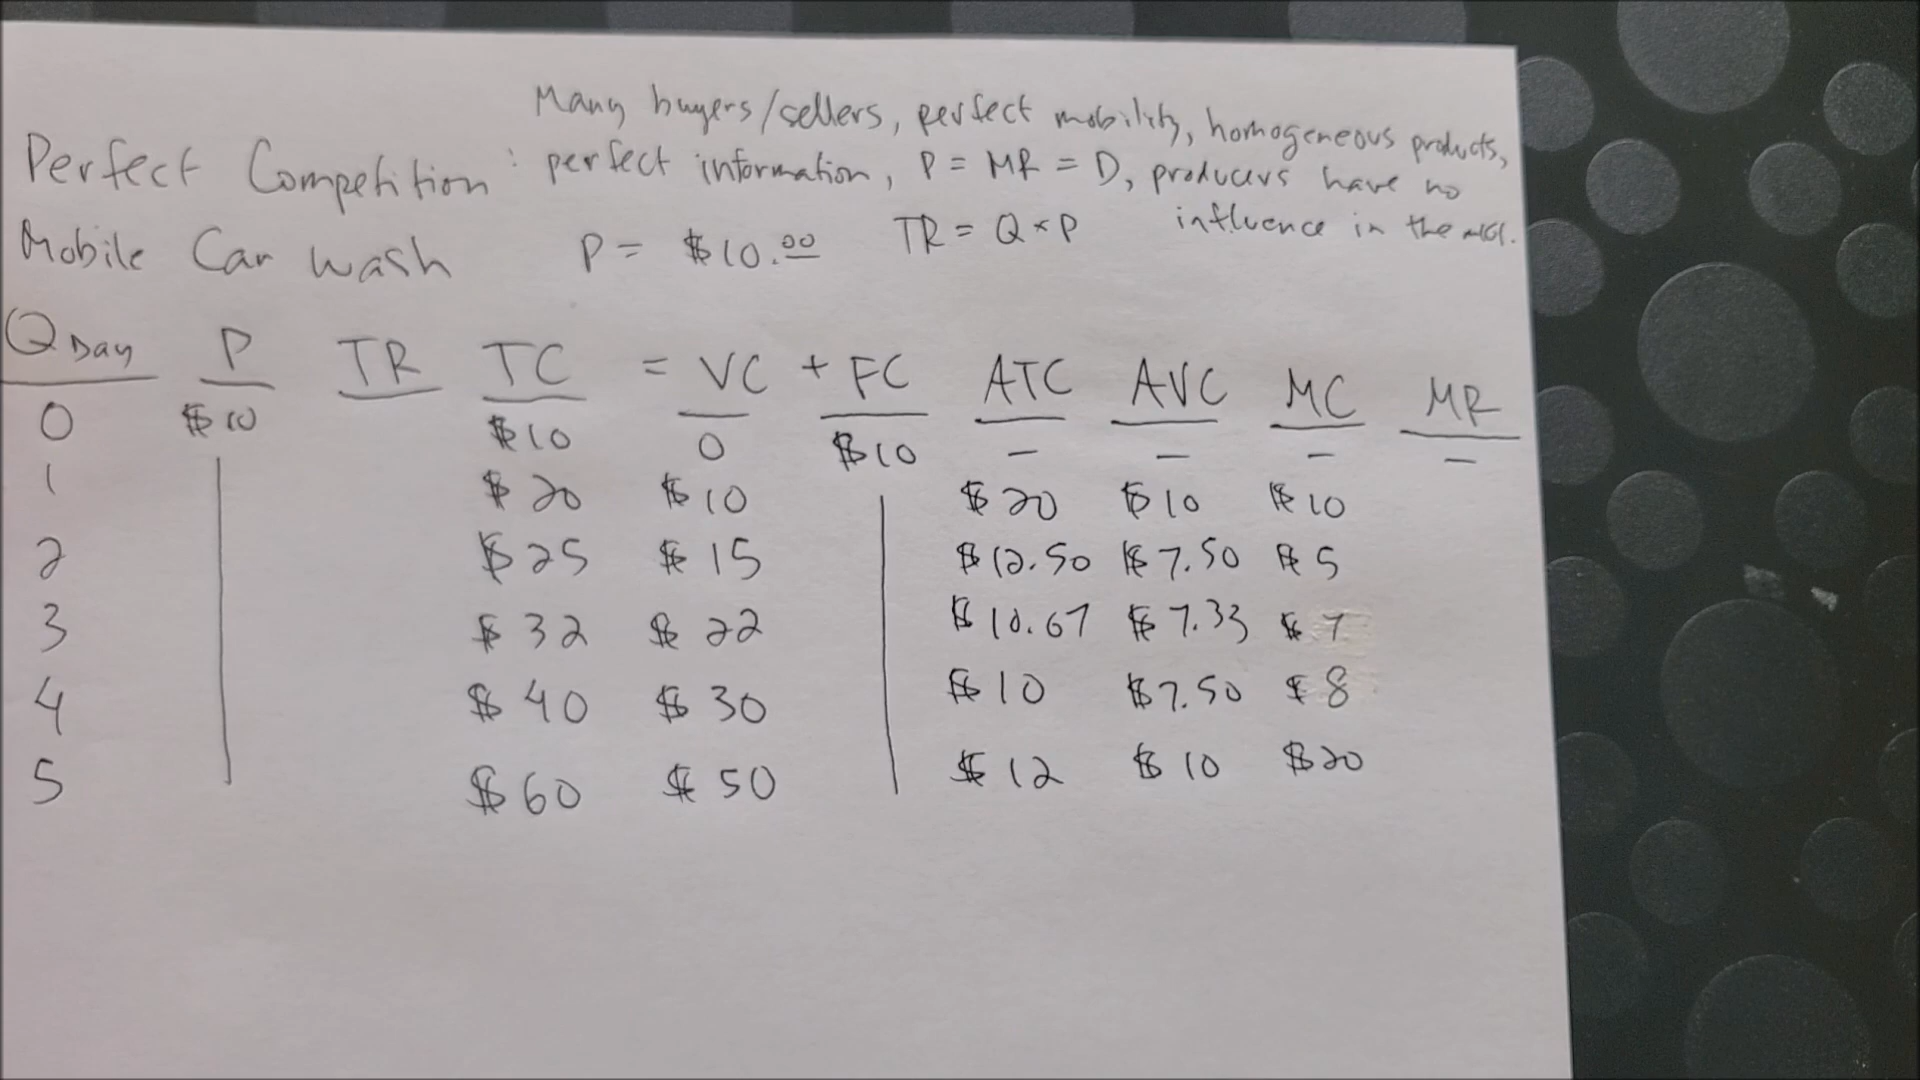 Many buyers/sellers, perfect mobility, homogeneous products,
Perfect Competition : perfect information, P = MR = D, producers have no
influence in the mkt.
Mobile Car wash P = $10.00 TR = Q × P
Q Day P TR TC = VC + FC ATC AVC MC MR
0 $10 $10 0 $10 – – – –
1 $20 $10 $20 $10 $10
2 $25 $15 $12.50 $7.50 $5
3 $32 $22 $10.67 $7.33 $7
4 $40 $30 $10 $7.50 $8
5 $60 $50 $12 $10 $20